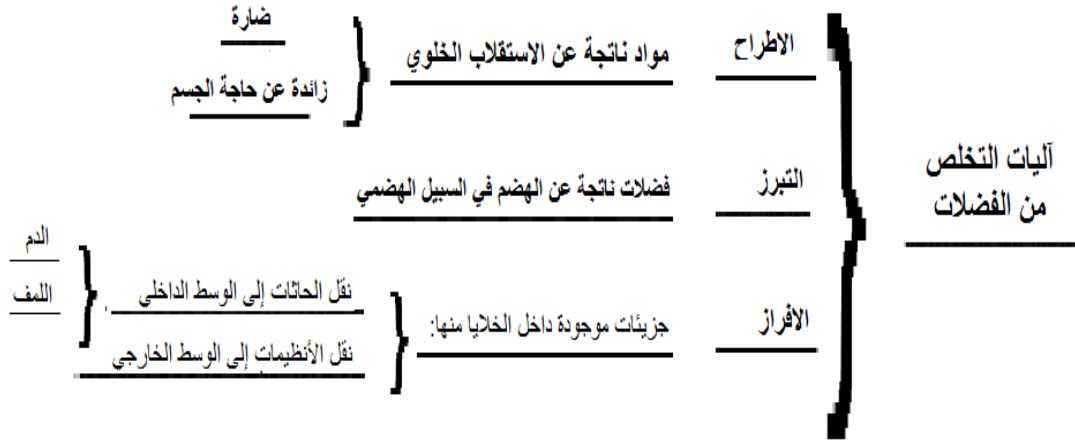 آليات التخلص
من الفضلات
الاطراح
مواد ناتجة عن الاستقلاب الخلوي
ضارة
زائدة عن حاجة الجسم
التبرز
فضلات ناتجة عن الهضم في السبيل الهضمي
الافراز
جزيئات موجودة داخل الخلايا منها:
نقل الحاثات إلى الوسط الداخلي
الدم
اللمف
نقل الأنظيمات إلى الوسط الخارجي